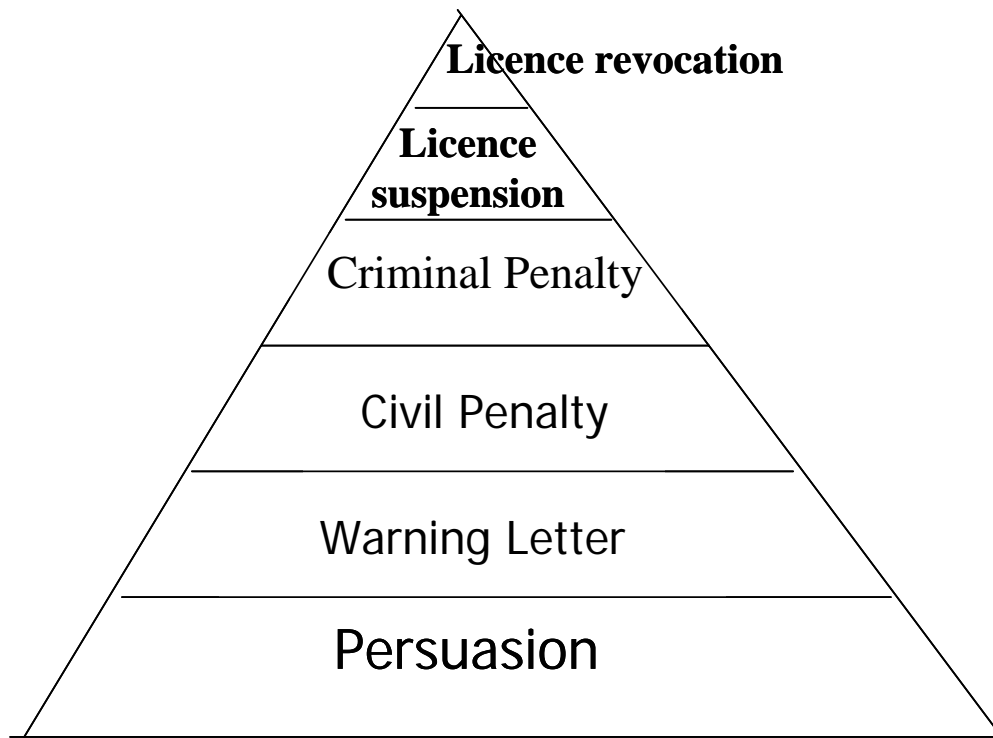 Licence revocation
Licence
suspension
Criminal Penalty
Civil Penalty
Warning Letter
Persuasion